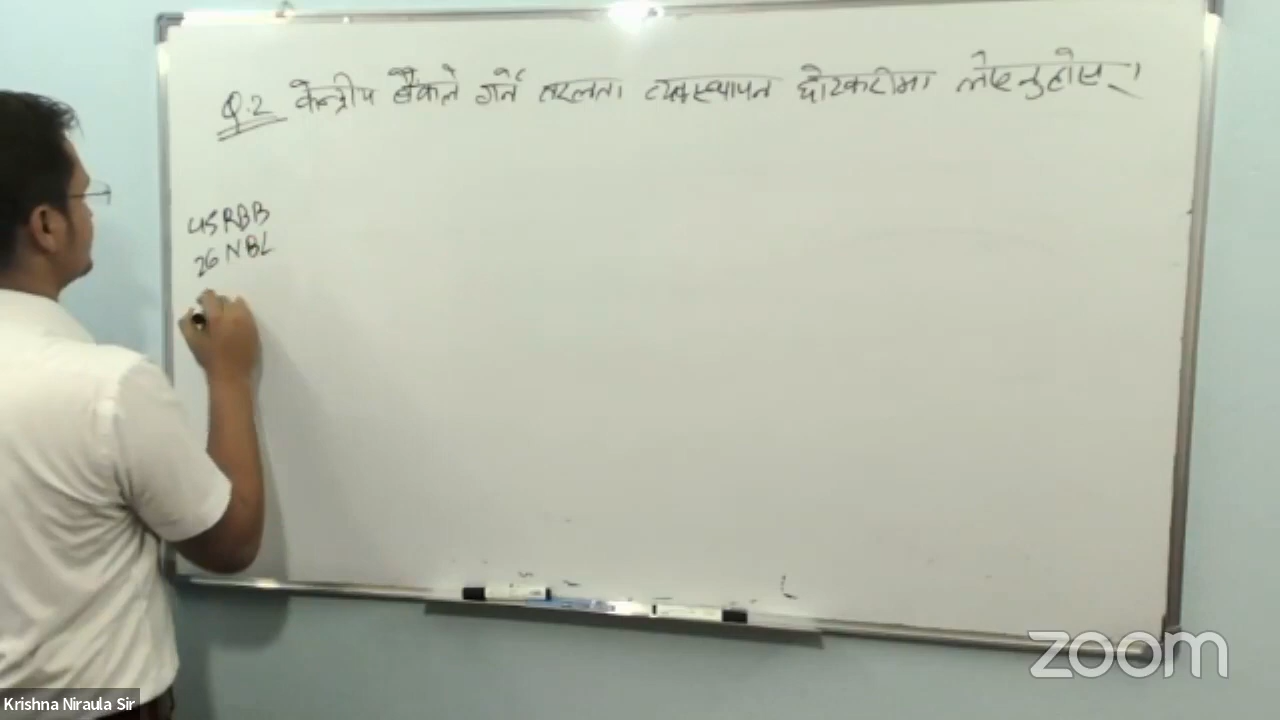 Q.2 केन्द्रीय बैंकले गर्ने तरलता व्यवस्थापन छोटकरीमा लेख्नुहोस्।
45 RBB
26 NBL
zoom
Krishna Niraula Sir